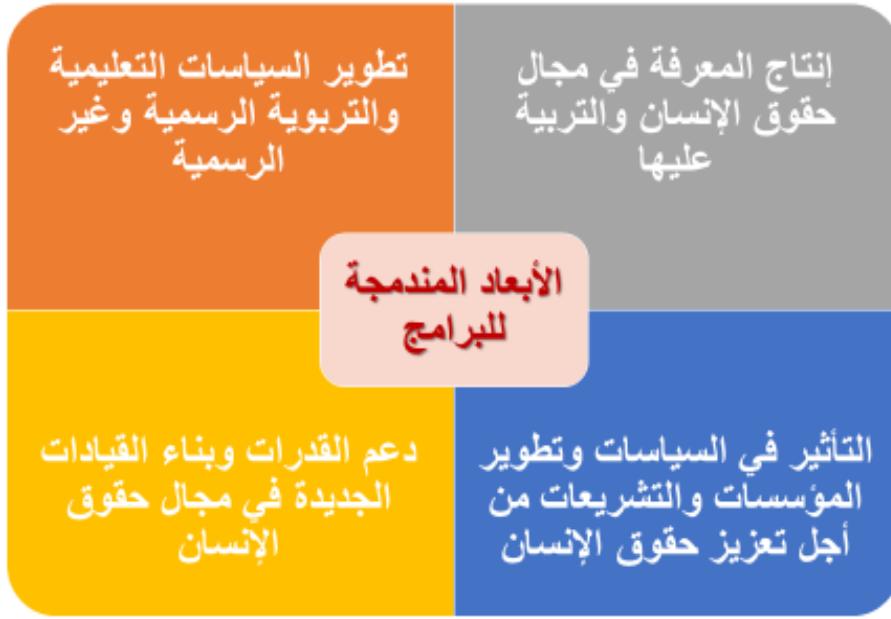 إنتاج المعرفة في مجال
حقوق الإنسان والتربية
عليها
تطوير السياسات التعليمية
والتربوية الرسمية وغير
الرسمية
الأبعاد المندمجة
للبرامج
التأثير في السياسات وتطوير
المؤسسات والتشريعات من
أجل تعزيز حقوق الإنسان
دعم القدرات وبناء القيادات
الجديدة في مجال حقوق
الإنسان